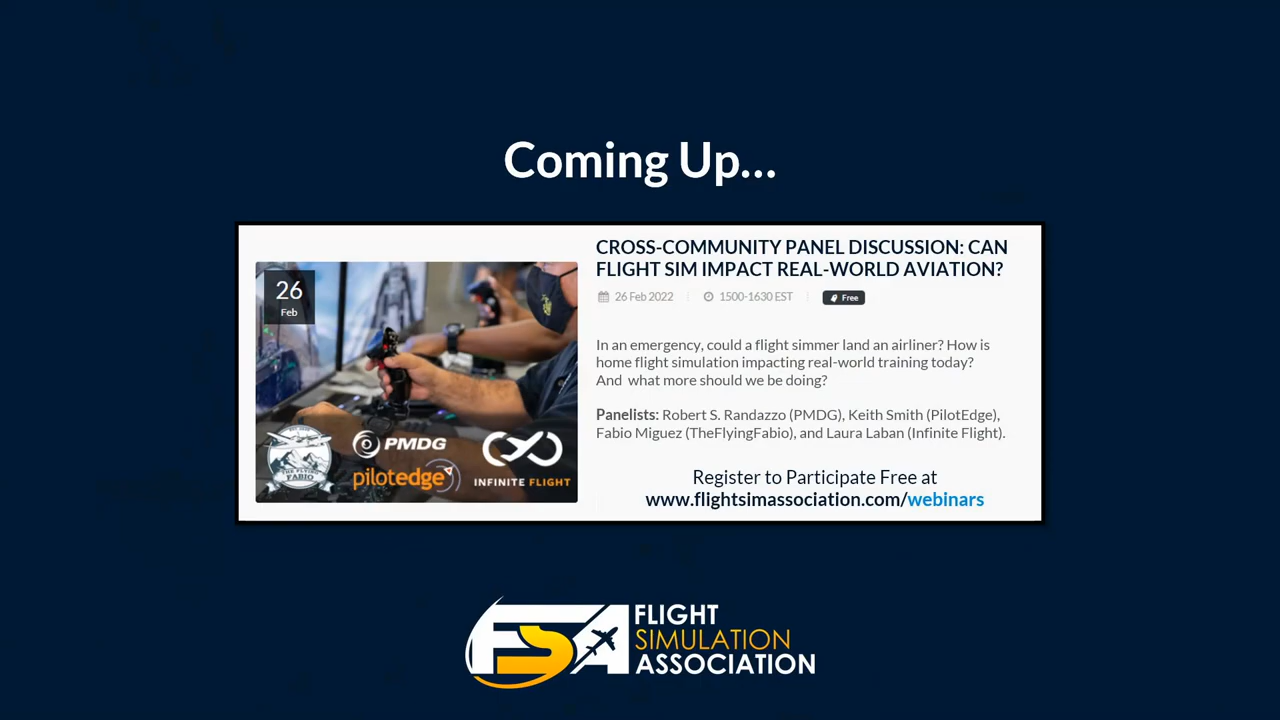 Coming Up...
CROSS-COMMUNITY PANEL DISCUSSION: CAN
FLIGHT SIM IMPACT REAL-WORLD AVIATION?
26 Feb 2022
1500-1630 EST
Free
26
Feb
In an emergency, could a flight simmer land an airliner? How is
home flight simulation impacting real-world training today?
And what more should we be doing?
Panelists: Robert S. Randazzo (PMDG), Keith Smith (PilotEdge),
Fabio Miguez (TheFlyingFabio), and Laura Laban (Infinite Flight).
THE FLYING
FABIO
PMDG
pilotedge
INFINITE FLIGHT
Register to Participate Free at
www.flightsimassociation.com/webinars
FSA
FLIGHT
SIMULATION
ASSOCIATION